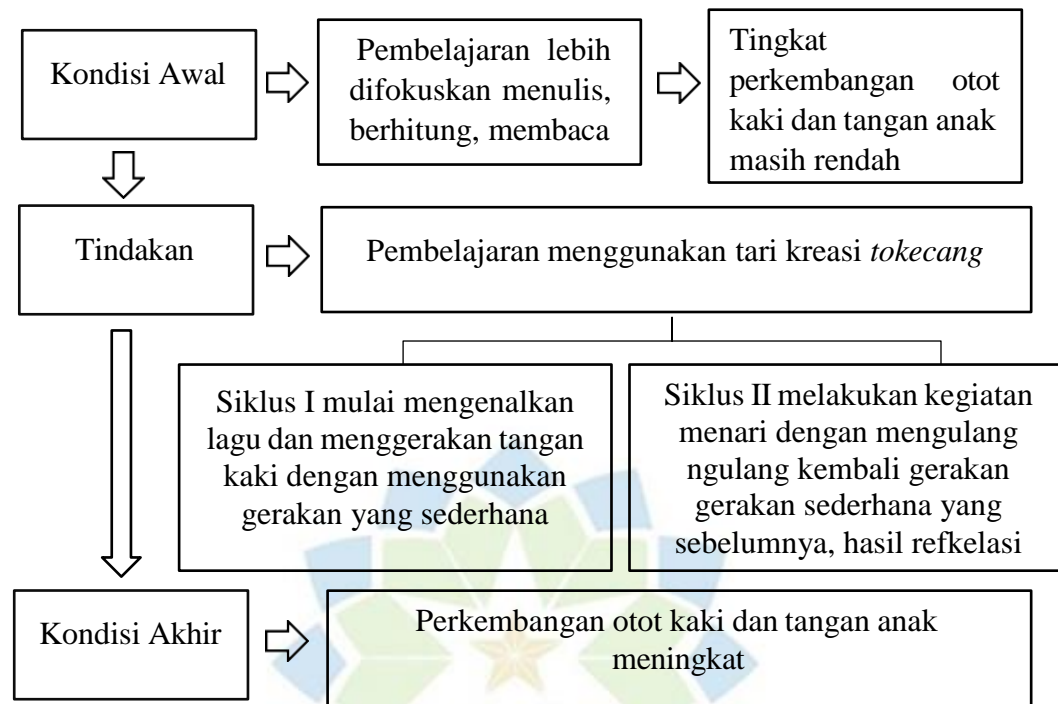 Kondisi Awal
Pembelajaran lebih
difokuskan menulis,
berhitung, membaca
Tingkat
perkembangan otot
kaki dan tangan anak
masih rendah
Tindakan
Pembelajaran menggunakan tari kreasi tokecang
Siklus I mulai mengenalkan
lagu dan menggerakan tangan
kaki dengan menggunakan
gerakan yang sederhana
Siklus II melakukan kegiatan
menari dengan mengulang
ngulang kembali gerakan
gerakan sederhana yang
sebelumnya, hasil refkelasi
Kondisi Akhir
Perkembangan otot kaki dan tangan anak
meningkat